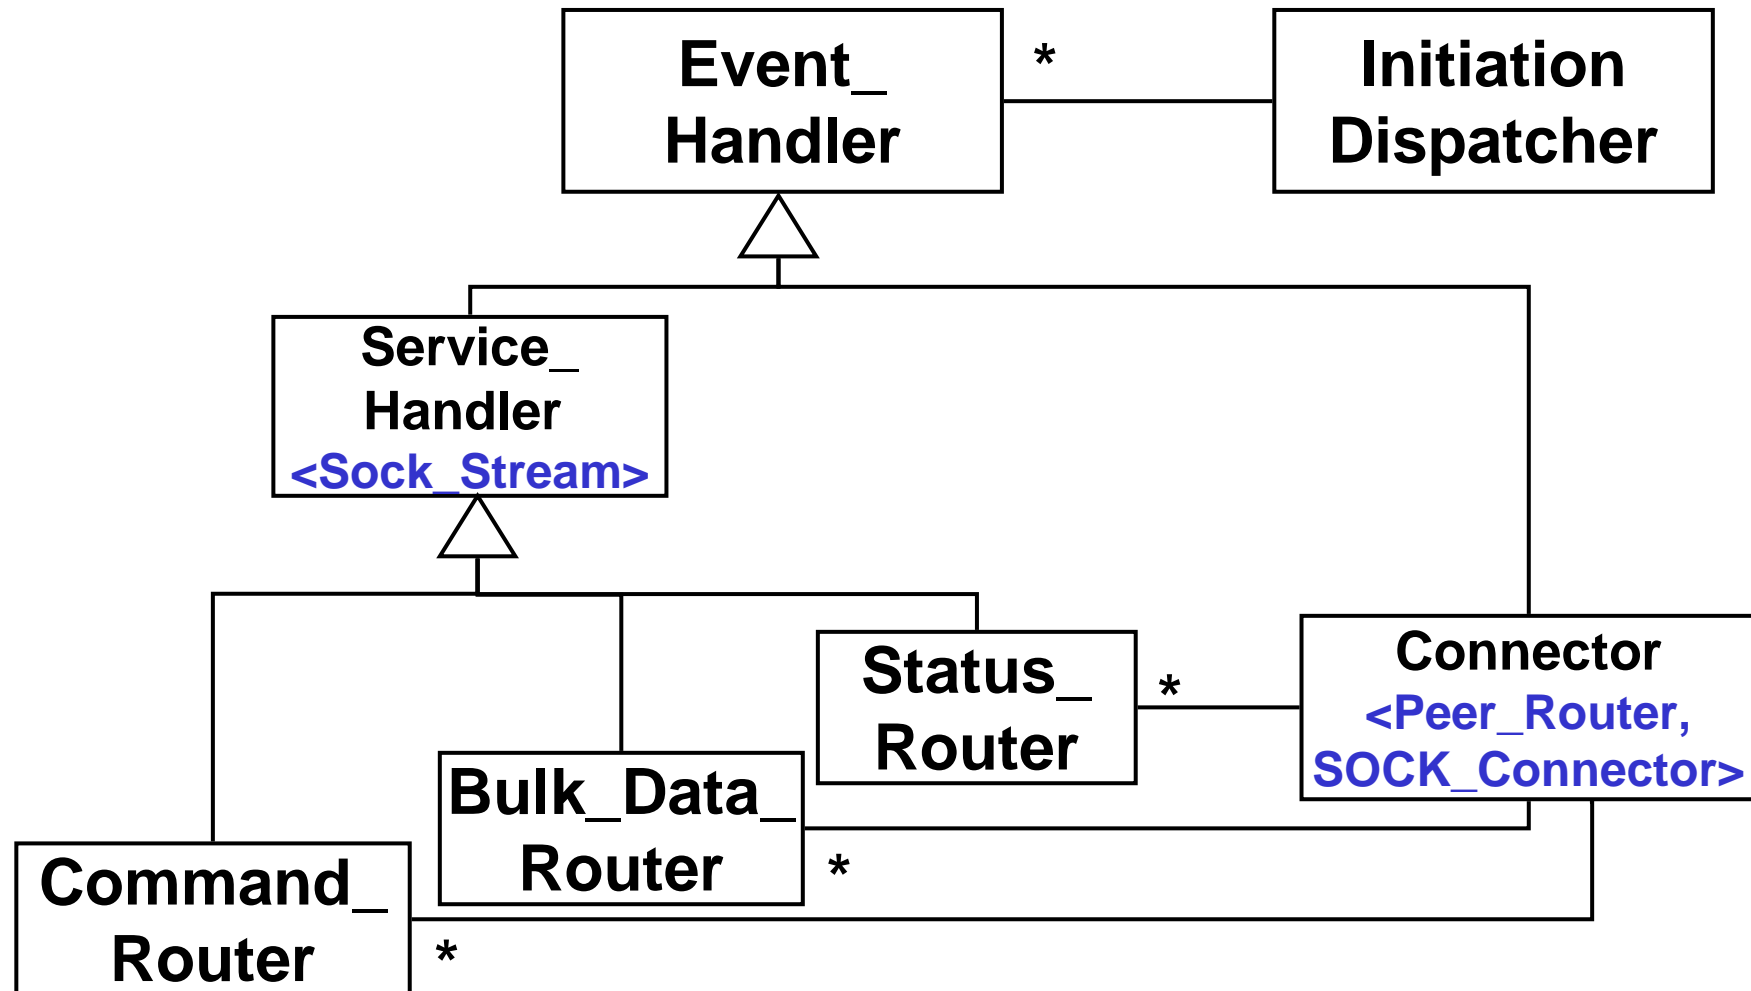 Event_
Handler
*
Initiation
Dispatcher
Service_
Handler
<Sock_Stream>
Status_
Router
*
Connector
<Peer_Router,
SOCK_Connector>
Bulk_Data_
Router
*
Command_
Router
*